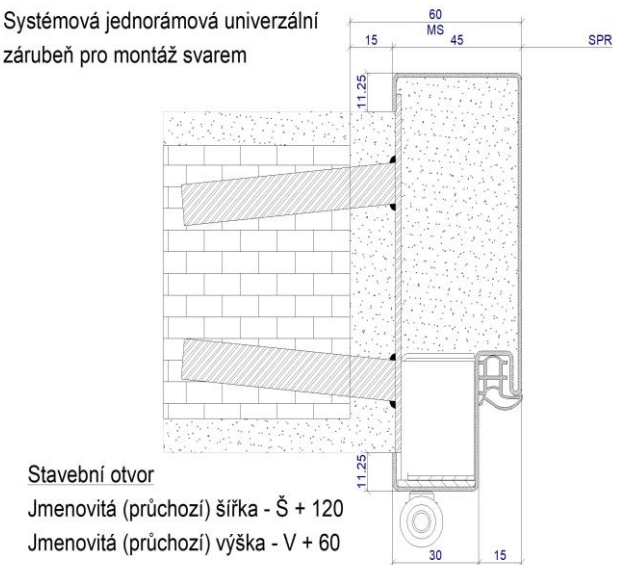 Systémová jednorámová univerzální
zárubeň pro montáž svarem
60
MS
15
45
SPR
11.25
11.25
Stavební otvor
Jmenovitá (průchozí) šířka - Š + 120
Jmenovitá (průchozí) výška - V + 60
30
15